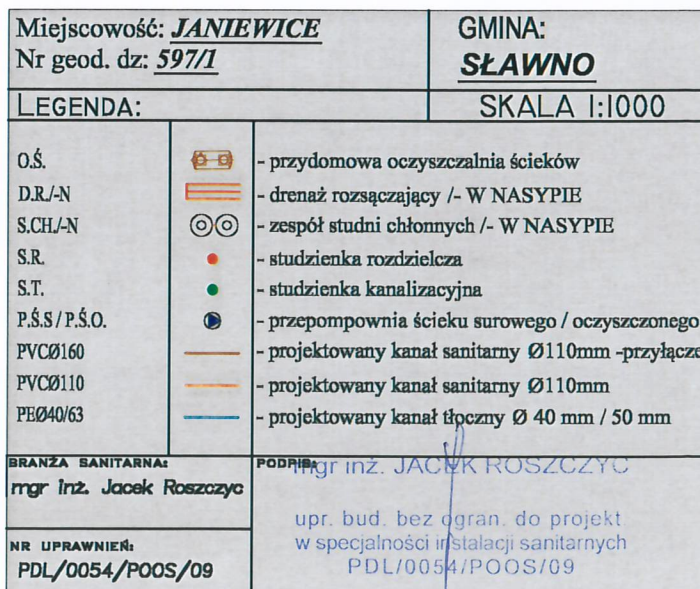 Miejscowość: JANIEWICE
Nr geod. dz: 597/1
GMINA:
SŁAWNO
LEGENDA:
SKALA 1:1000
O.Ś. - przydomowa oczyszczalnia ścieków
D.R./-N - drenaż rozsączający /- W NASYPIE
S.CH./-N - zespół studni chłonnych /- W NASYPIE
S.R. - studzienka rozdzielcza
S.T. - studzienka kanalizacyjna
P.Ś.S / P.Ś.O. - przepompownia ścieku surowego / oczyszczonego
PVCØ160 - projektowany kanał sanitarny Ø110mm -przyłącze
PVCØ110 - projektowany kanał sanitarny Ø110mm
PEØ40/63 - projektowany kanał tłoczny Ø 40 mm / 50 mm
BRANŻA SANITARNA:
mgr inż. Jacek Roszczyc
NR UPRAWNIEŃ:
PDL/0054/POOS/09
PODPIS:
mgr inż. JACEK ROSZCZYC
upr. bud. bez ogran. do projekt
w specjalności instalacji sanitarnych
PDL/0054/POOS/09